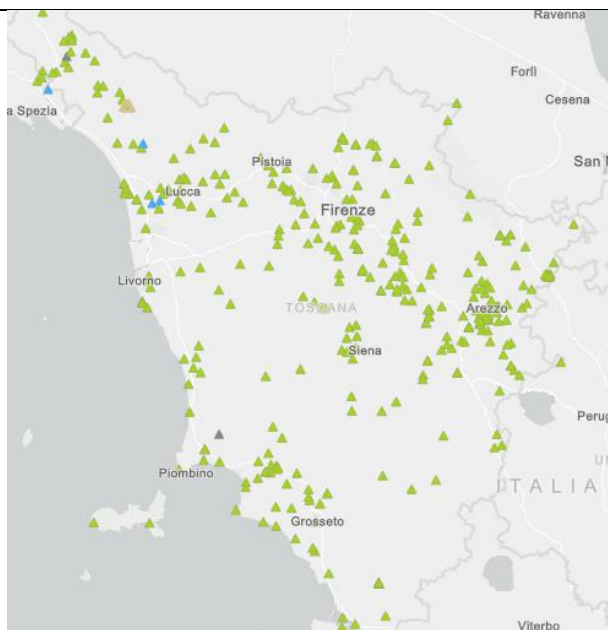 Ravenna
Forlì
Cesena
a Spezia
San M
Pistoia
Lucca
Firenze
Livorno
TOSCANA
Arezzo
Siena
Perug
Piombino
U
ITALIA
Grosseto
Viterbo